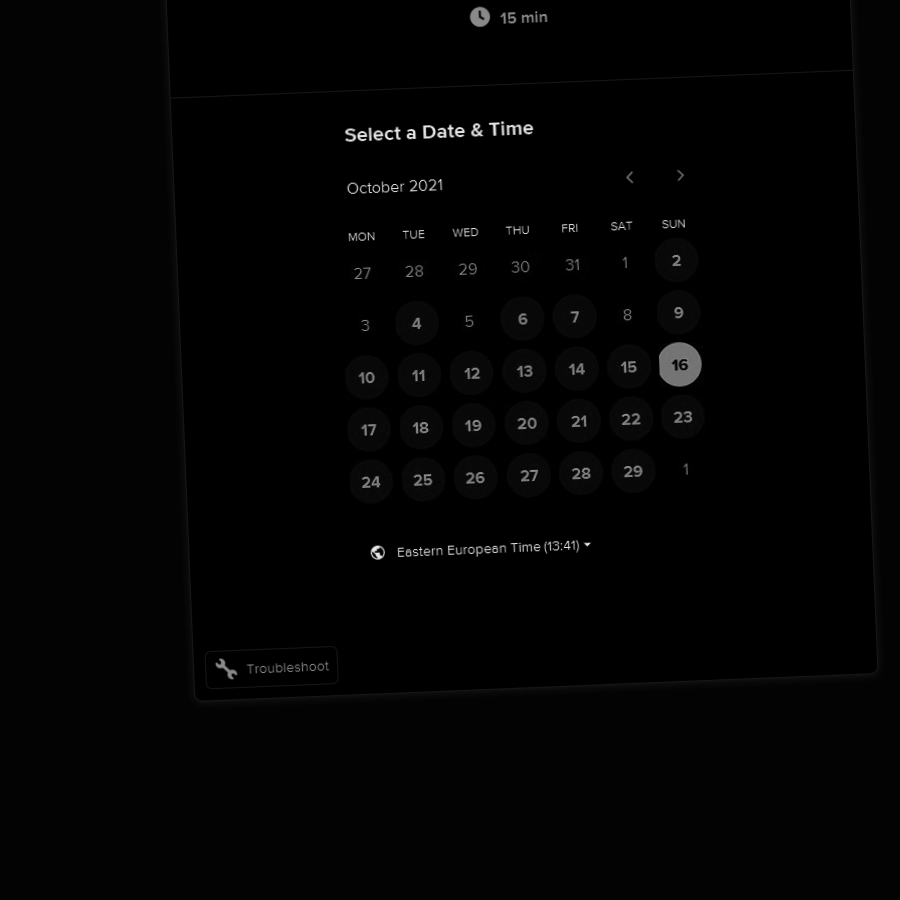 15 min
Select a Date & Time
October 2021
MON TUE WED THU FRI SAT SUN
27 28 29 30 31 1 2
3 4 5 6 7 8 9
10 11 12 13 14 15 16
17 18 19 20 21 22 23
24 25 26 27 28 29 1
Eastern European Time (13:41)
Troubleshoot